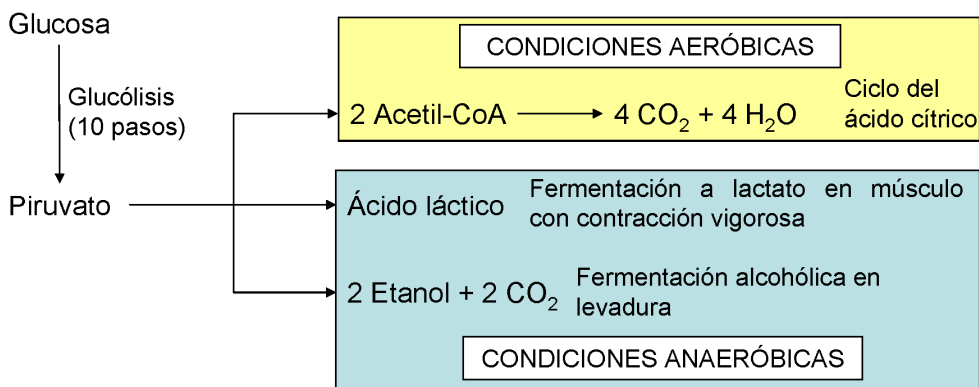 Glucosa
Glucólisis
(10 pasos)
Piruvato
CONDICIONES AERÓBICAS
2 Acetil-CoA
4 CO₂ + 4 H₂O
Ciclo del
ácido cítrico
Ácido láctico
Fermentación a lactato en músculo
con contracción vigorosa
2 Etanol + 2 CO₂
Fermentación alcohólica en
levadura
CONDICIONES ANAERÓBICAS